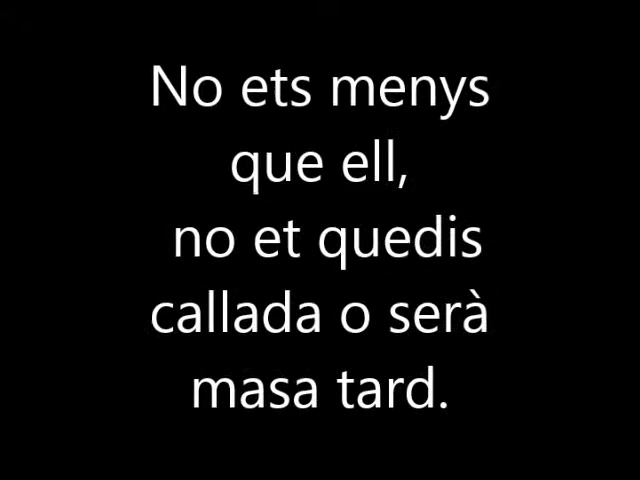 No ets menys
que ell,
no et quedis
callada o serà
masa tard.